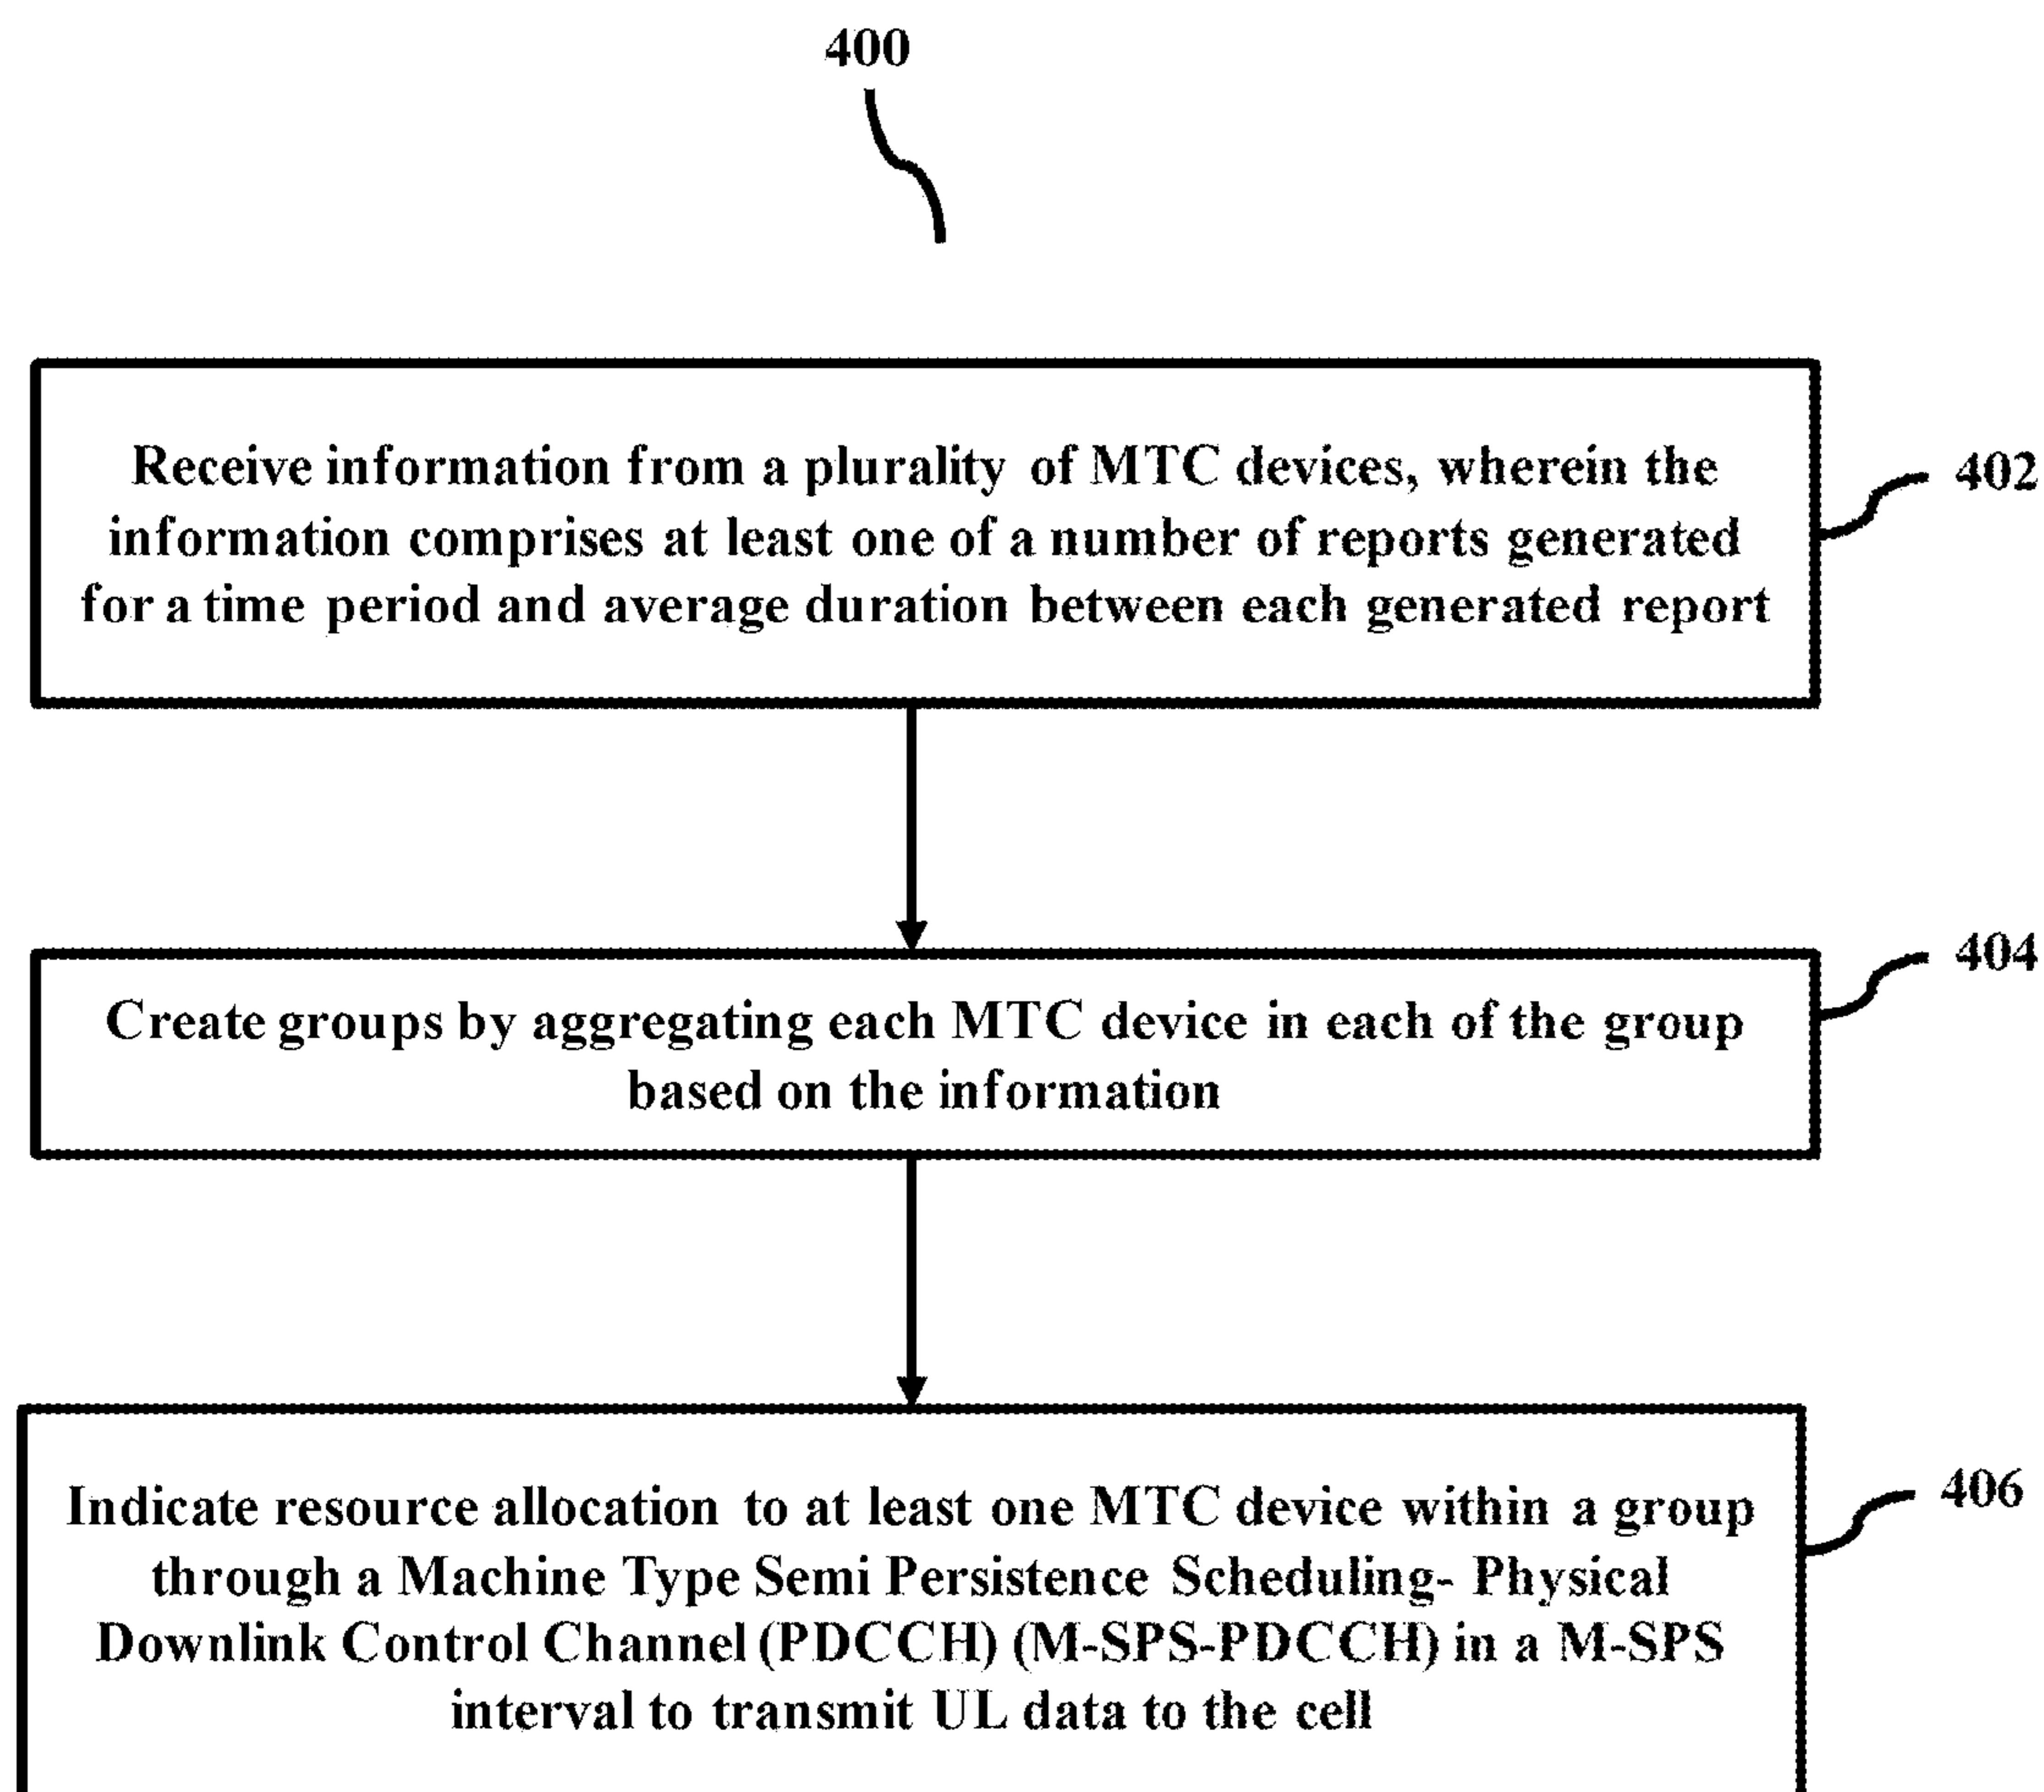 400
Receive information from a plurality of MTC devices, wherein the
information comprises at least one of a number of reports generated
for a time period and average duration between each generated report
402
Create groups by aggregating each MTC device in each of the group
based on the information
404
Indicate resource allocation to at least one MTC device within a group
through a Machine Type Semi Persistence Scheduling- Physical
Downlink Control Channel (PDCCH) (M-SPS-PDCCH) in a M-SPS
interval to transmit UL data to the cell
406